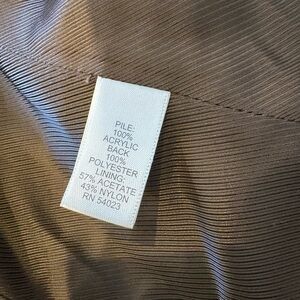 PILE:
100%
ACRYLIC
BACK
100%
POLYESTER
LINING:
57% ACETATE
43% NYLON
RN 54023